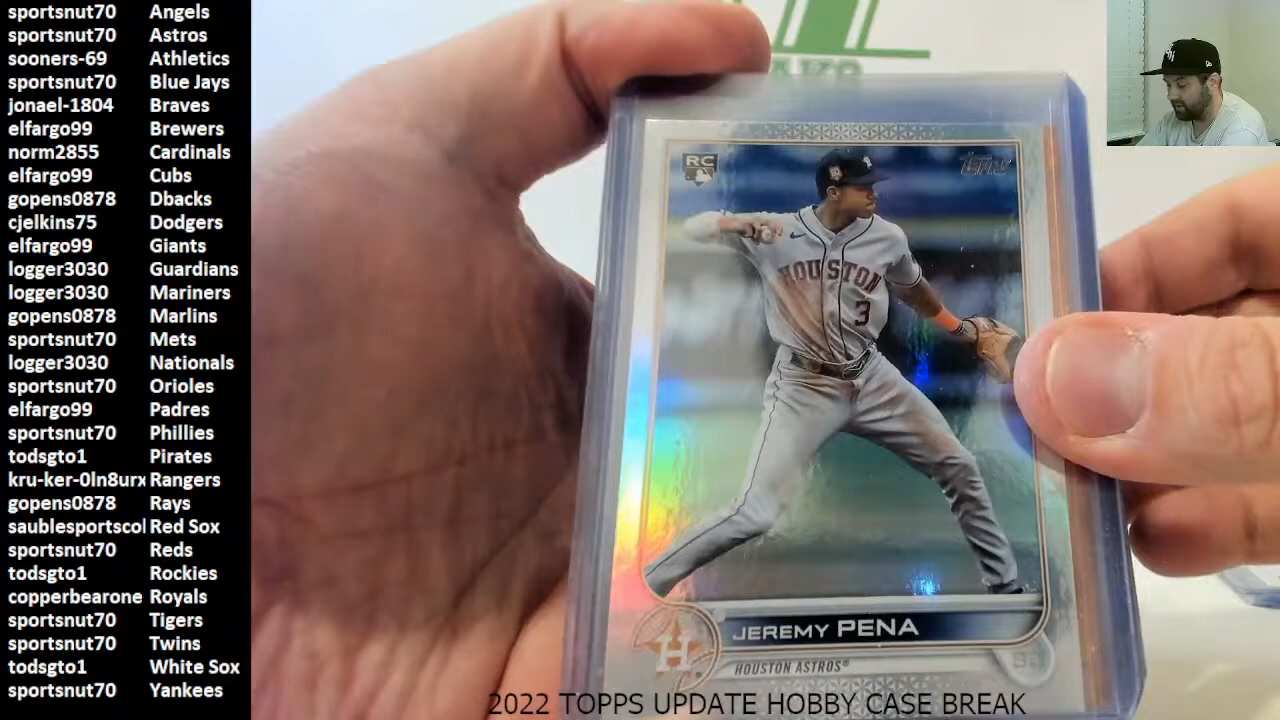 sportsnut70 Angels
sportsnut70 Astros
sooners-69 Athletics
sportsnut70 Blue Jays
jonael-1804 Braves
elfargo99 Brewers
norm2855 Cardinals
elfargo99 Cubs
gopens0878 Dbacks
cjelkins75 Dodgers
elfargo99 Giants
logger3030 Guardians
logger3030 Mariners
gopens0878 Marlins
sportsnut70 Mets
logger3030 Nationals
sportsnut70 Orioles
elfargo99 Padres
sportsnut70 Phillies
todsgto1 Pirates
kru-ker-0ln8urx Rangers
gopens0878 Rays
saublesportscol Red Sox
sportsnut70 Reds
todsgto1 Rockies
copperbearone Royals
sportsnut70 Tigers
sportsnut70 Twins
todsgto1 White Sox
sportsnut70 Yankees
RC
Topps
HOUSTON
3
H
JEREMY PENA
HOUSTON ASTROS®
2022 TOPPS UPDATE HOBBY CASE BREAK